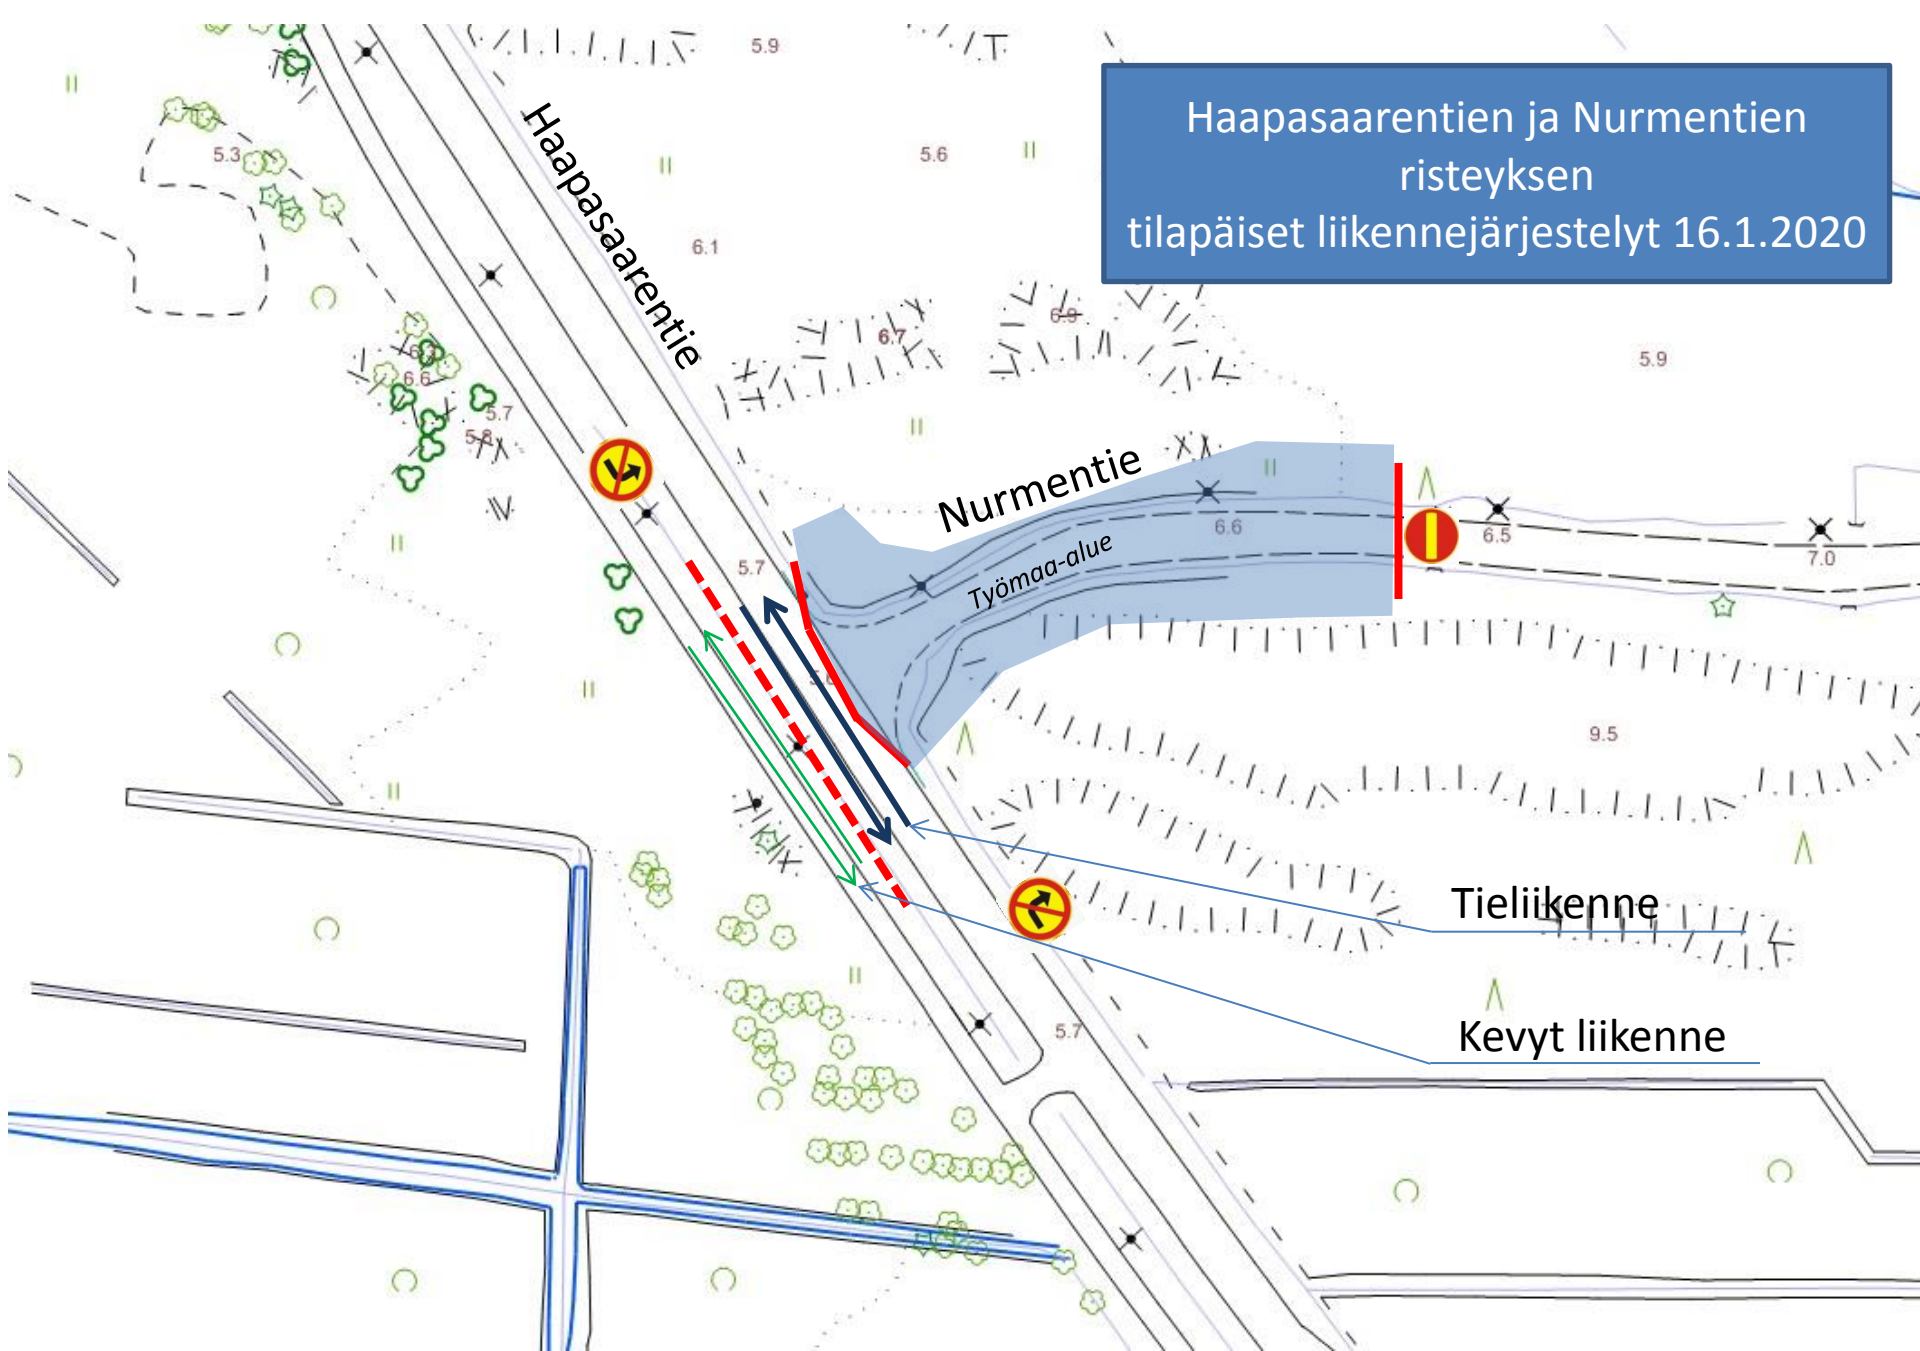 Haapasaarentien ja Nurmentien
risteyksen
tilapäiset liikennejärjestelyt 16.1.2020
5.9
5.3
5.6
Haapasaarentie
6.1
6.9
6.7
5.9
6.6
5.7
5.8
Nurmentie
6.6
6.5
7.0
Työmaa-alue
5.7
9.5
Tieliikenne
Kevyt liikenne
5.7